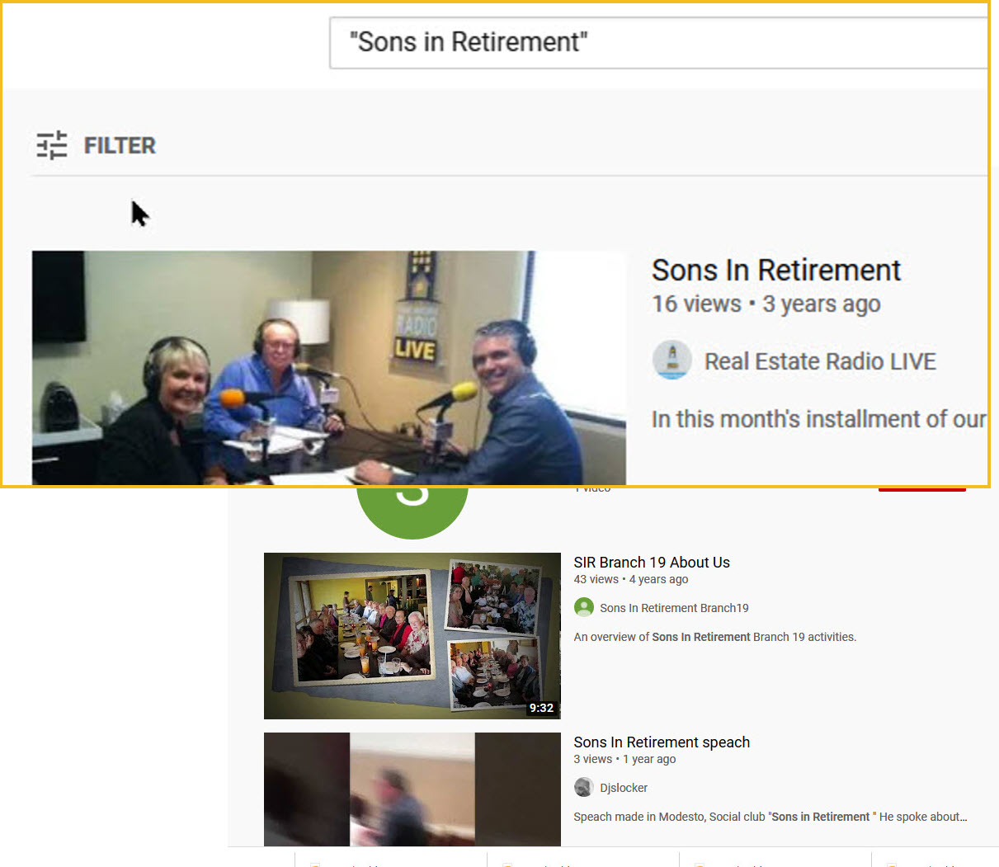 "Sons in Retirement"
FILTER
RADIO
LIVE
Sons In Retirement
16 views • 3 years ago
Real Estate Radio LIVE
In this month's installment of our
S
1 video
SIR Branch 19 About Us
43 views • 4 years ago
Sons In Retirement Branch19
An overview of Sons In Retirement Branch 19 activities.
9:32
Sons In Retirement speach
3 views • 1 year ago
Djslocker
Speach made in Modesto, Social club "Sons in Retirement " He spoke about...